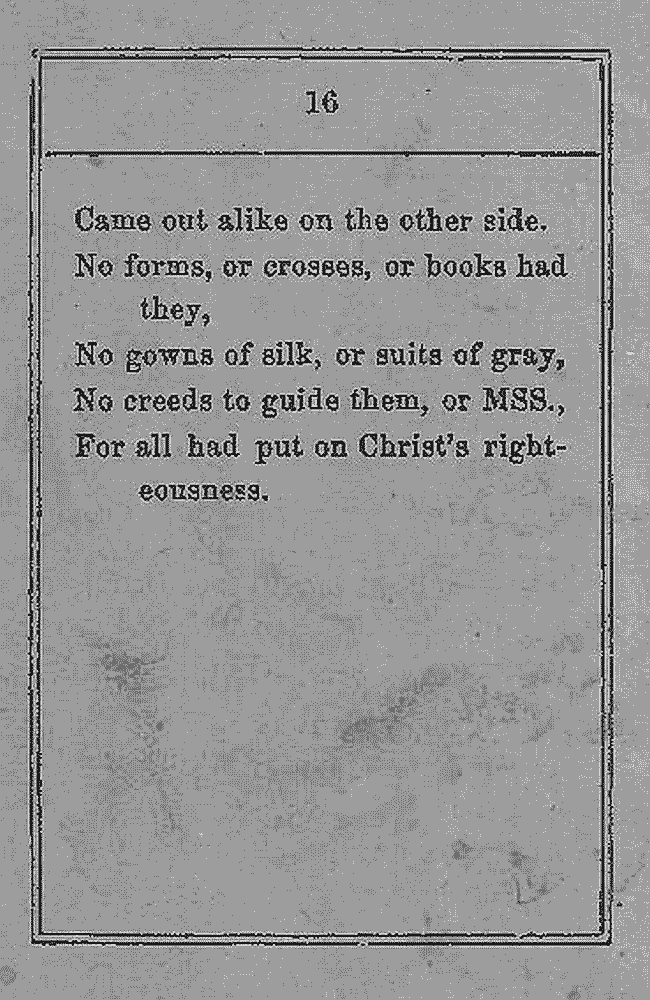 16
Came out alike on the other side.
No forms, or crosses, or books had
they,
No gowns of silk, or suits of gray,
No creeds to guide them, or MSS.,
For all had put on Christ's right-
eousness.